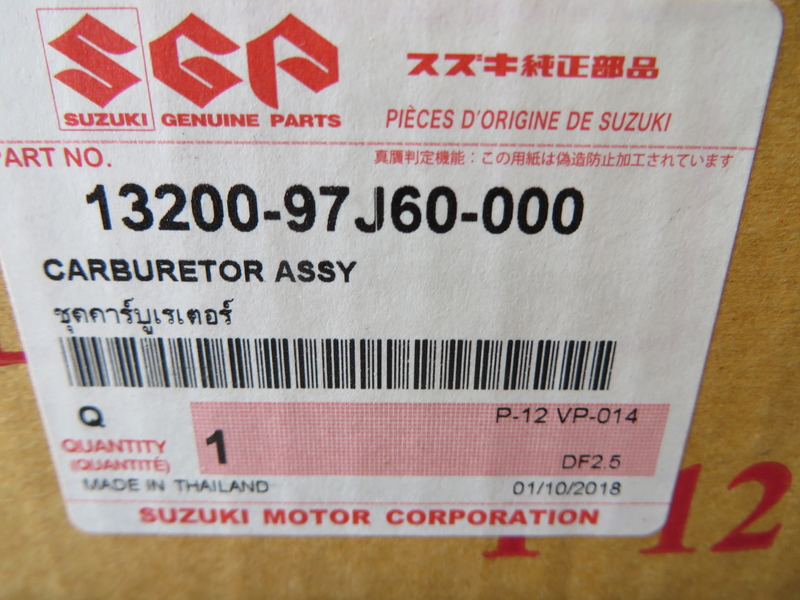 SGP
スズキ純正部品
SUZUKI GENUINE PARTS
PIÈCES D'ORIGINE DE SUZUKI
PART NO.
真贋判定機能：この用紙は偽造防止加工されています
13200-97J60-000
CARBURETOR ASSY
ชุดคาร์บูเรเตอร์
Q
P-12 VP-014
QUANTITY
(QUANTITÉ)
1
DF2.5
MADE IN THAILAND
01/10/2018
SUZUKI MOTOR CORPORATION
12